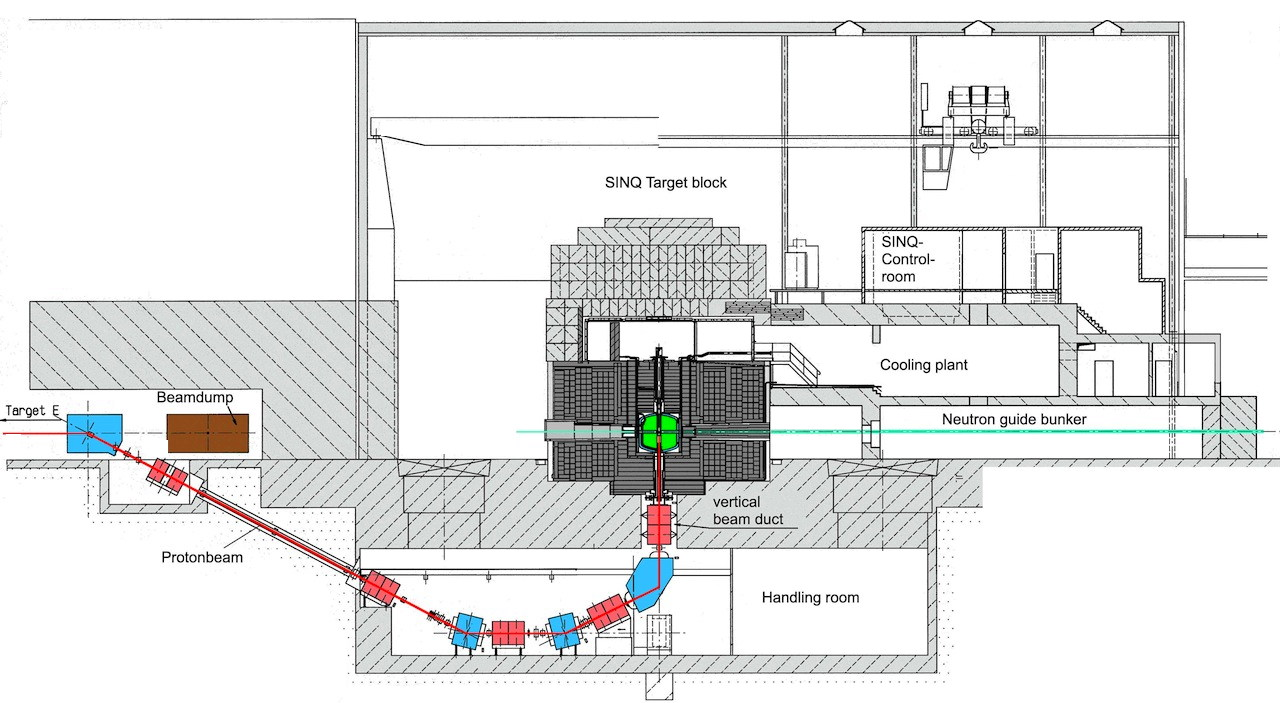 SINQ Target block
SINQ-
Control-
room
Cooling plant
Beamdump
Target E
Neutron guide bunker
vertical
beam duct
Protonbeam
Handling room